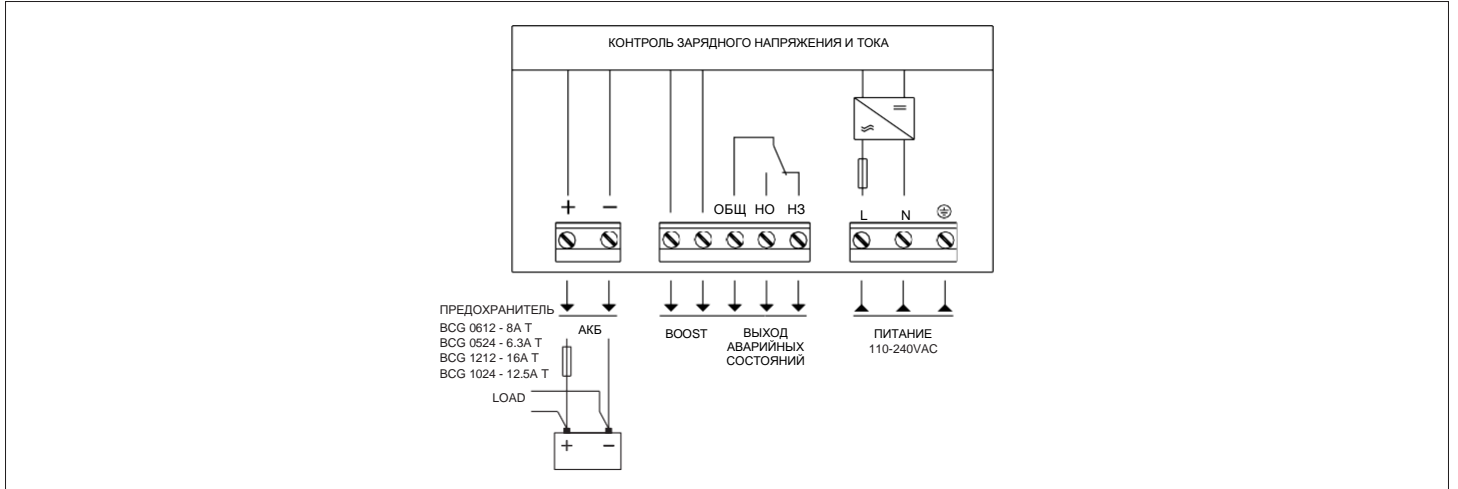 КОНТРОЛЬ ЗАРЯДНОГО НАПРЯЖЕНИЯ И ТОКА
+ −
ОБЩ НО НЗ
L N
ПРЕДОХРАНИТЕЛЬ
BCG 0612 - 8A T
BCG 0524 - 6.3A T
BCG 1212 - 16A T
BCG 1024 - 12.5A T
АКБ
BOOST
ВЫХОД
АВАРИЙНЫХ
СОСТОЯНИЙ
ПИТАНИЕ
110-240VAC
LOAD
+ −